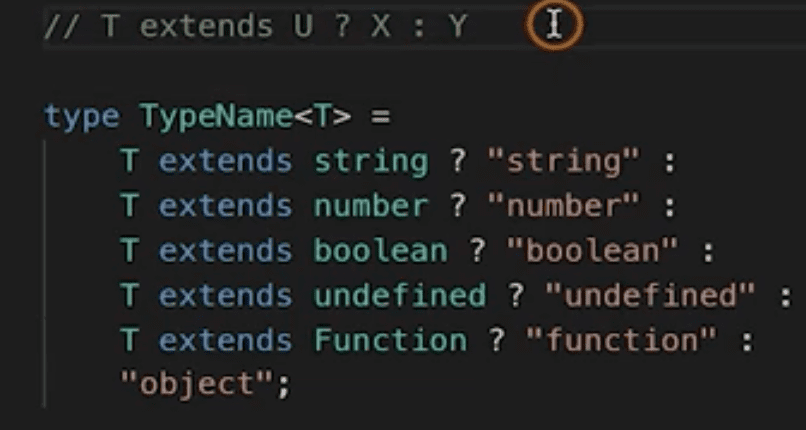 // T extends U ? X : Y
type TypeName<T> =
T extends string ? "string" :
T extends number ? "number" :
T extends boolean ? "boolean" :
T extends undefined ? "undefined" :
T extends Function ? "function" :
"object";